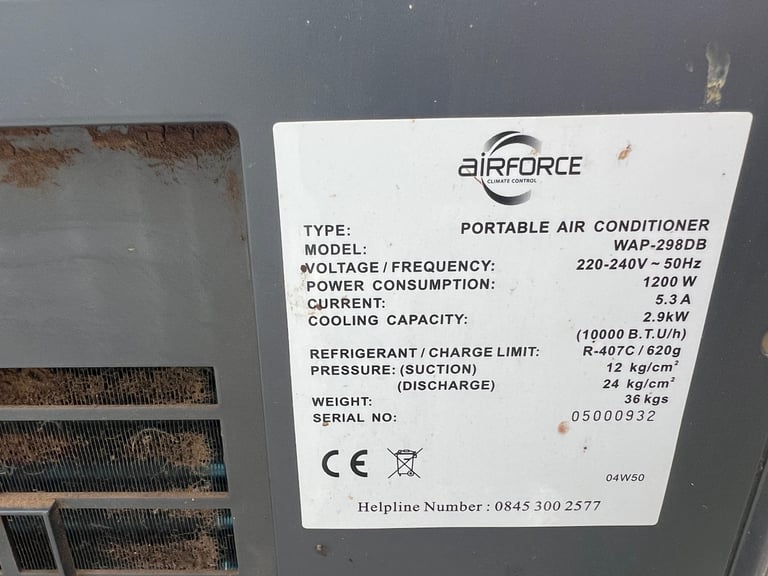 aiRFORCE
CLIMATE CONTROL
TYPE: PORTABLE AIR CONDITIONER
MODEL: WAP-298DB
VOLTAGE / FREQUENCY: 220-240V ~ 50Hz
POWER CONSUMPTION: 1200 W
CURRENT: 5.3 A
COOLING CAPACITY: 2.9kW
(10000 B.T.U/h)
REFRIGERANT / CHARGE LIMIT: R-407C / 620g
PRESSURE: (SUCTION) 12 kg/cm²
(DISCHARGE) 24 kg/cm²
WEIGHT: 36 kgs
SERIAL NO: 05000932
CE
04W50
Helpline Number : 0845 300 2577